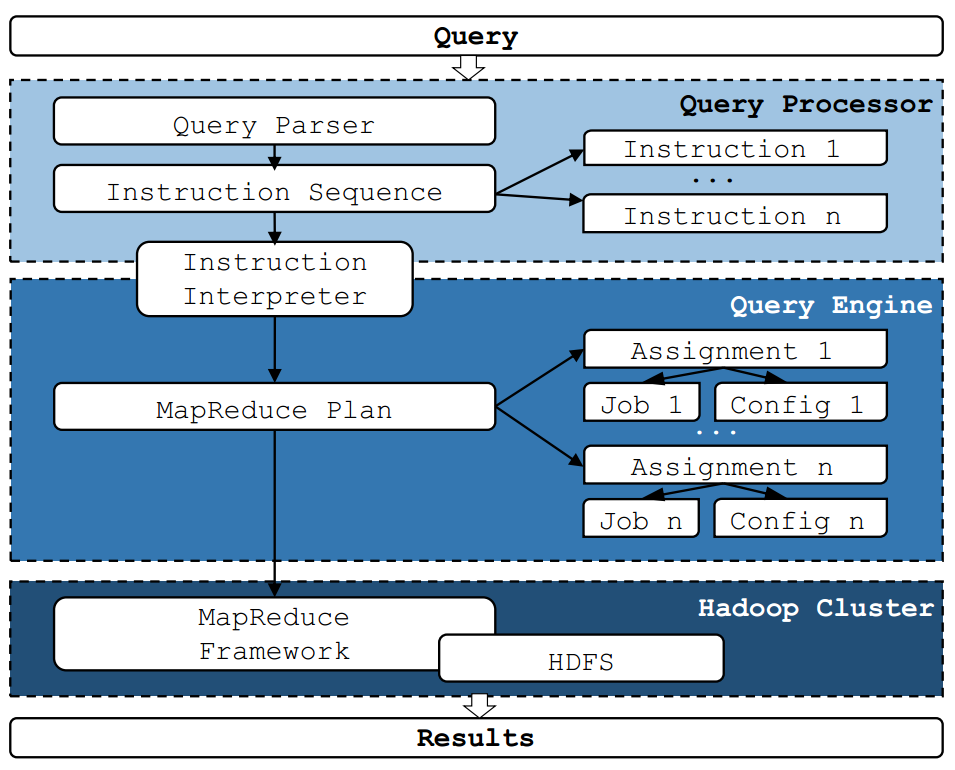 Query
Query Processor
Query Parser
Instruction Sequence
Instruction 1
...
Instruction n
Instruction
Interpreter
Query Engine
MapReduce Plan
Assignment 1
Job 1
Config 1
...
Assignment n
Job n
Config n
Hadoop Cluster
MapReduce
Framework
HDFS
Results